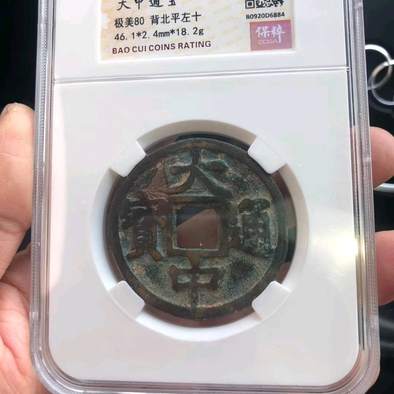 大中通宝
极美80 背北平左十
46.1*2.4mm*18.2g
BAO CUI COINS RATING
B0920D6884
保粹
大中通寳